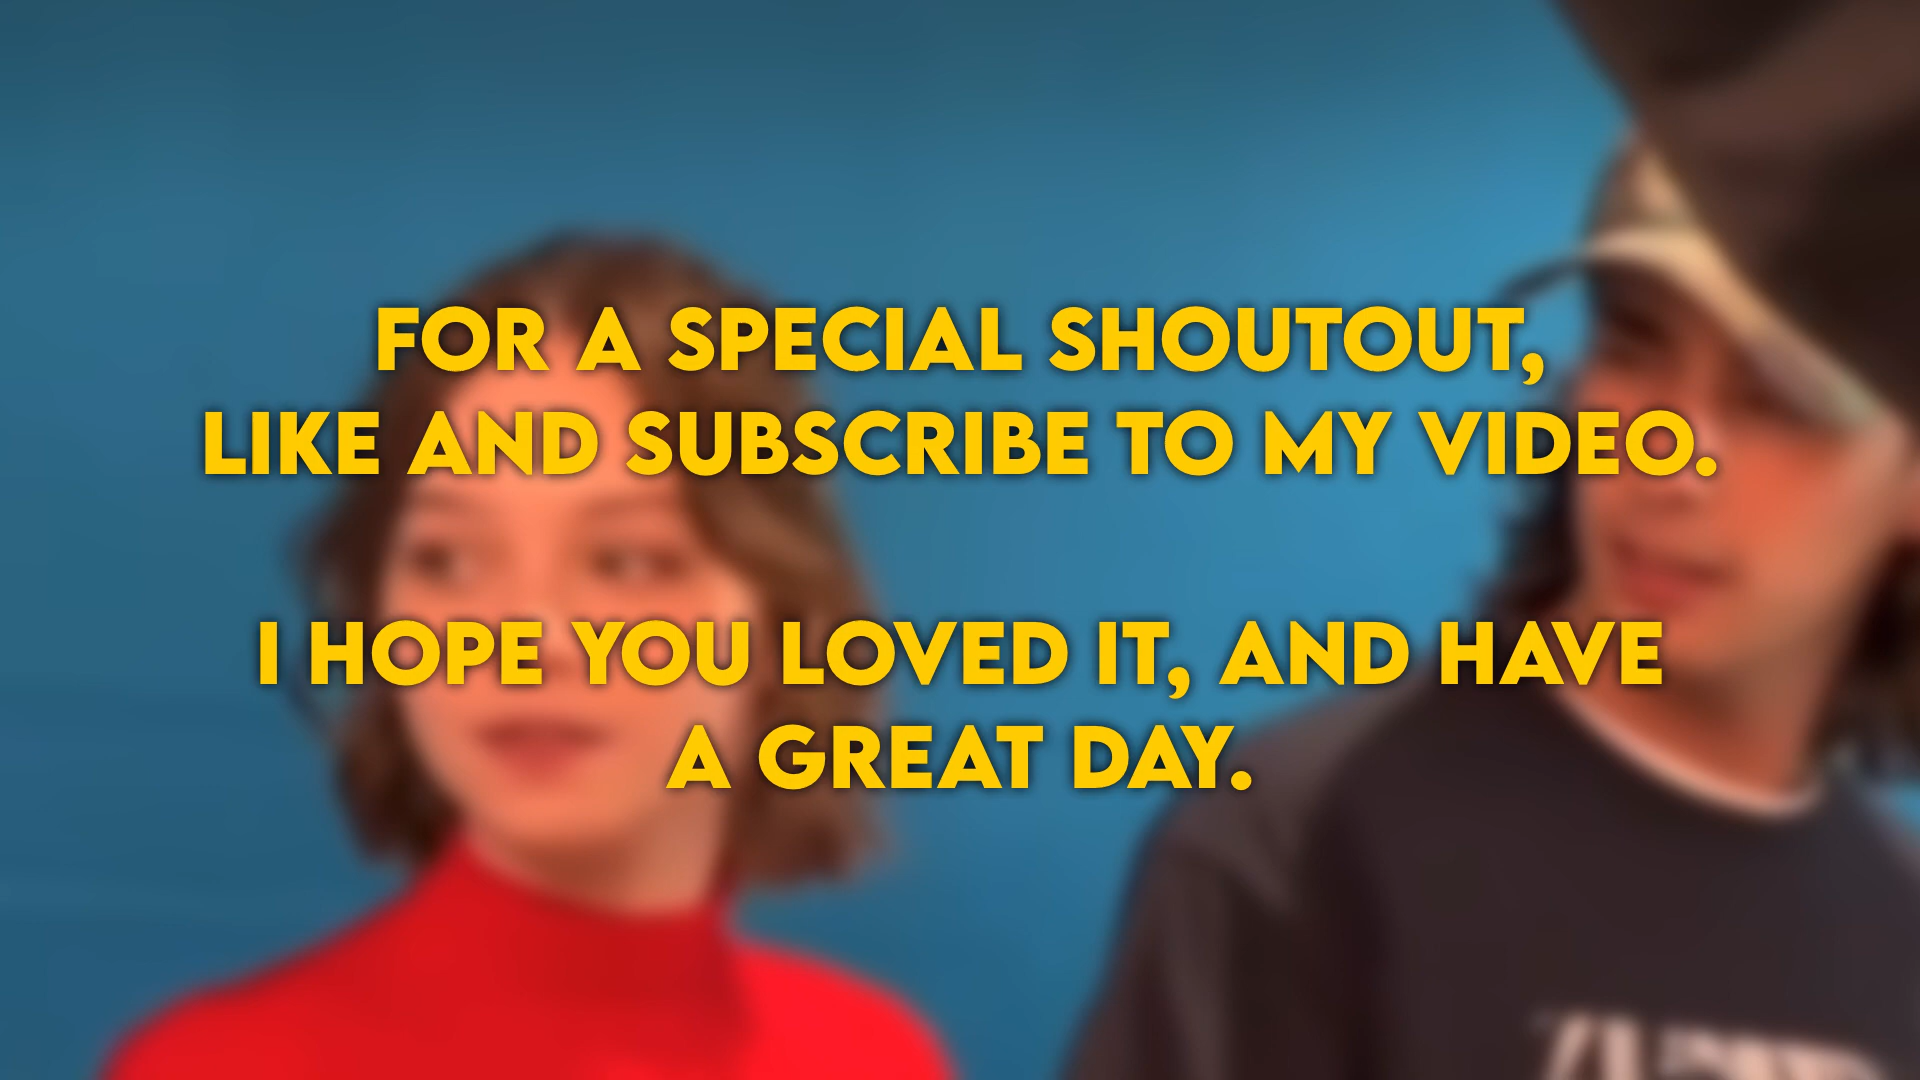 FOR A SPECIAL SHOUTOUT,
LIKE AND SUBSCRIBE TO MY VIDEO.
I HOPE YOU LOVED IT, AND HAVE
A GREAT DAY.